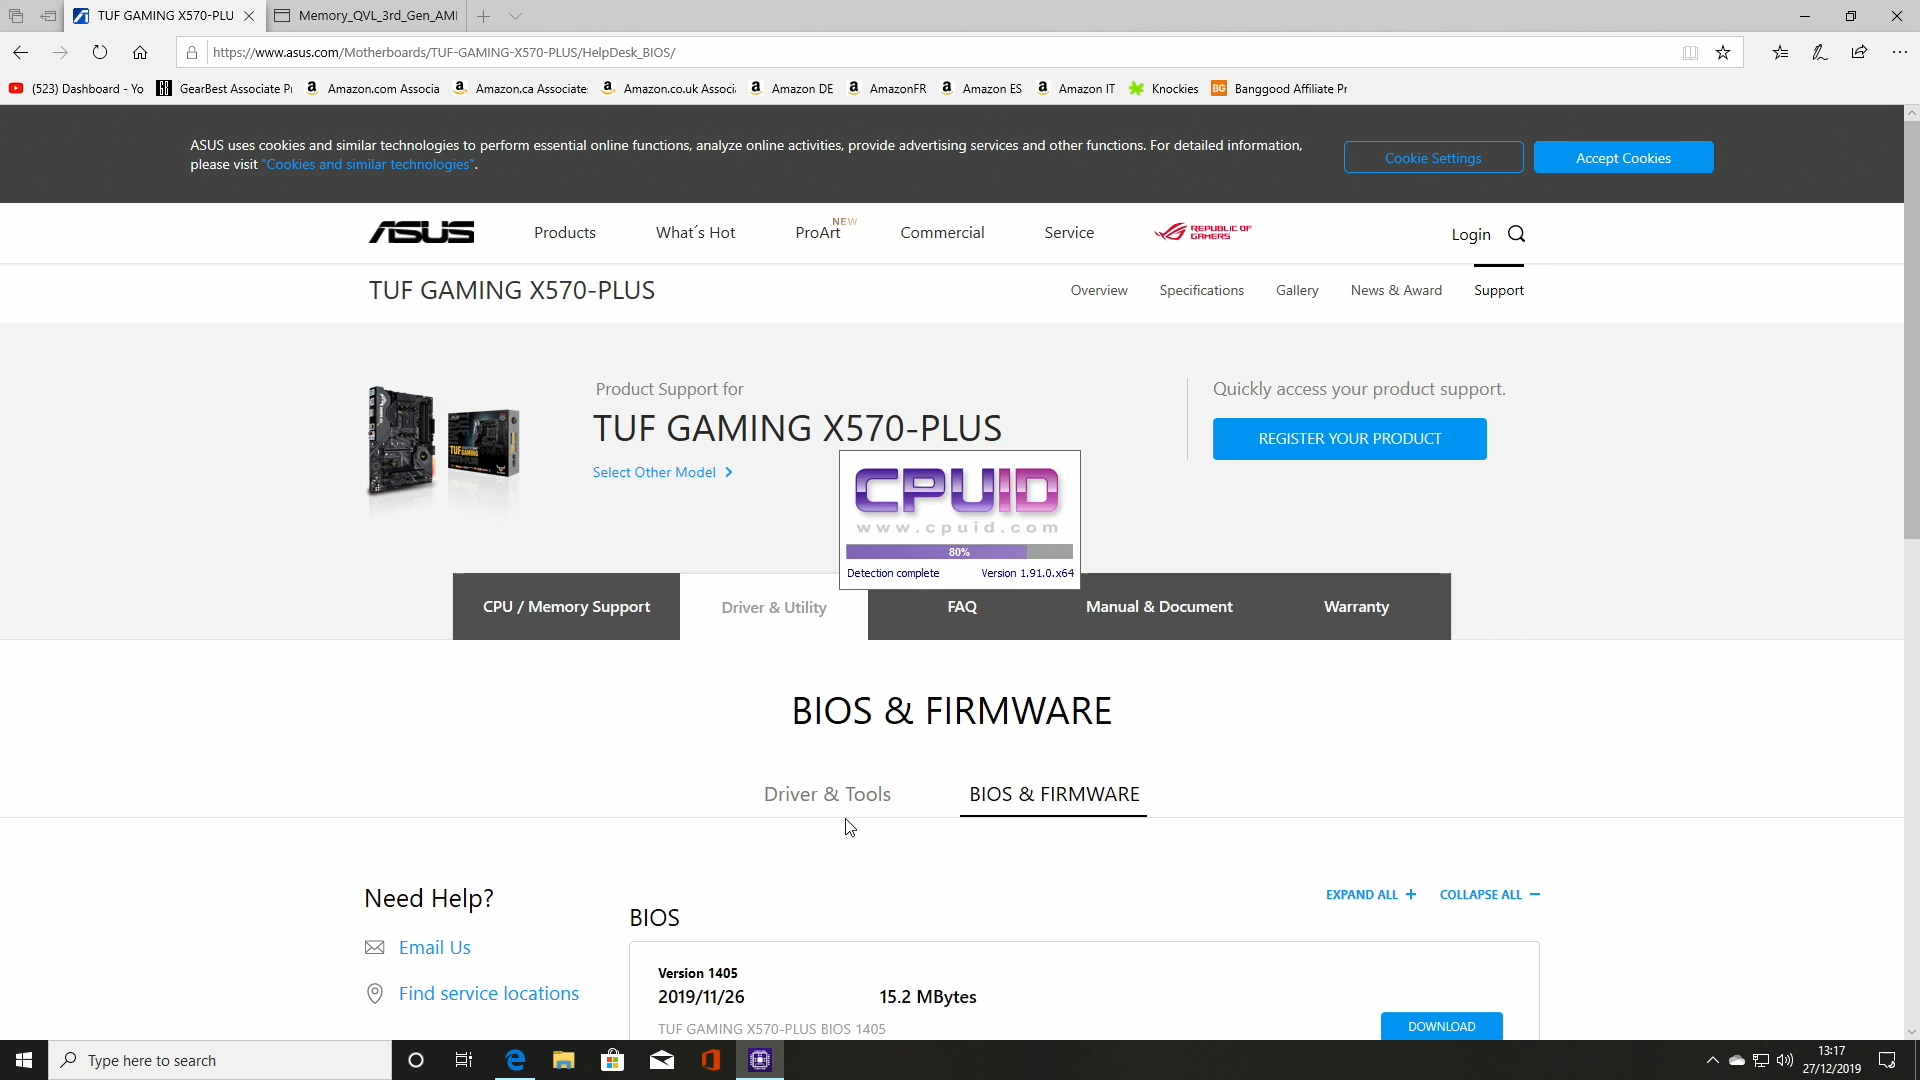 TUF GAMING X570-PLU
Memory_QVL_3rd_Gen_AM
https://www.asus.com/Motherboards/TUF-GAMING-X570-PLUS/HelpDesk_BIOS/
(523) Dashboard - Yo
GearBest Associate P
Amazon.com Associa
Amazon.ca Associate
Amazon.co.uk Associ
Amazon DE
AmazonFR
Amazon ES
Amazon IT
Knockies
BG Banggood Affiliate Pr
ASUS uses cookies and similar technologies to perform essential online functions, analyze online activities, provide advertising services and other functions. For detailed information,
please visit "Cookies and similar technologies".
Cookie Settings
Accept Cookies
ASUS
Products
What´s Hot
ProArt
NEW
Commercial
Service
REPUBLIC OF
GAMERS
Login
TUF GAMING X570-PLUS
Overview
Specifications
Gallery
News & Award
Support
Product Support for
TUF GAMING X570-PLUS
Select Other Model
Quickly access your product support.
REGISTER YOUR PRODUCT
CPUID
www.cpuid.com
80%
Detection complete
Version 1.91.0.x64
CPU / Memory Support
Driver & Utility
FAQ
Manual & Document
Warranty
BIOS & FIRMWARE
Driver & Tools
BIOS & FIRMWARE
Need Help?
Email Us
Find service locations
EXPAND ALL +
COLLAPSE ALL −
BIOS
Version 1405
2019/11/26
15.2 MBytes
TUF GAMING X570-PLUS BIOS 1405
DOWNLOAD
Type here to search
13:17
27/12/2019